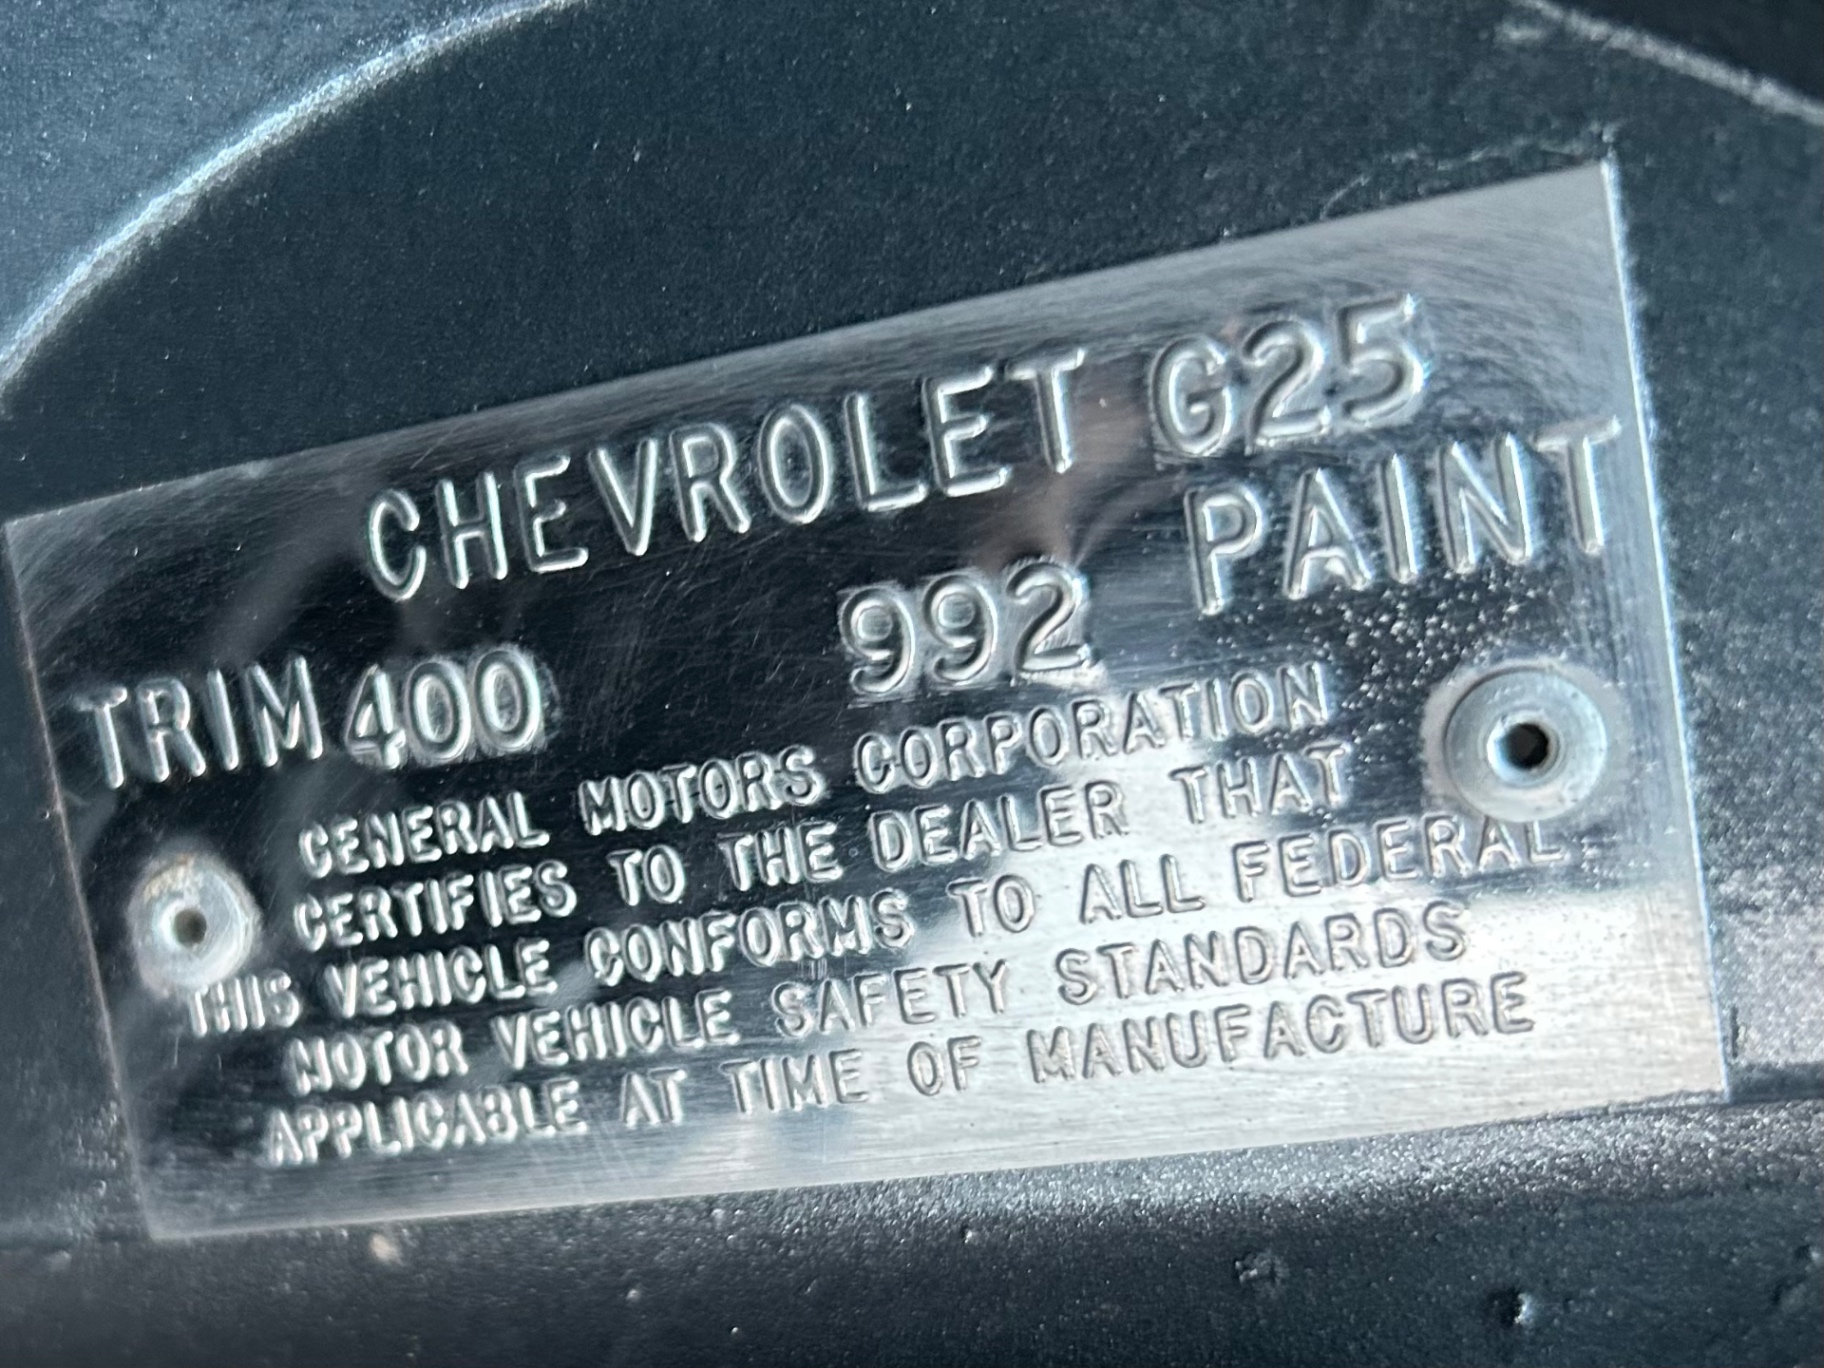 CHEVROLET G25
TRIM 400 992 PAINT
GENERAL MOTORS CORPORATION
CERTIFIES TO THE DEALER THAT
THIS VEHICLE CONFORMS TO ALL FEDERAL
MOTOR VEHICLE SAFETY STANDARDS
APPLICABLE AT TIME OF MANUFACTURE